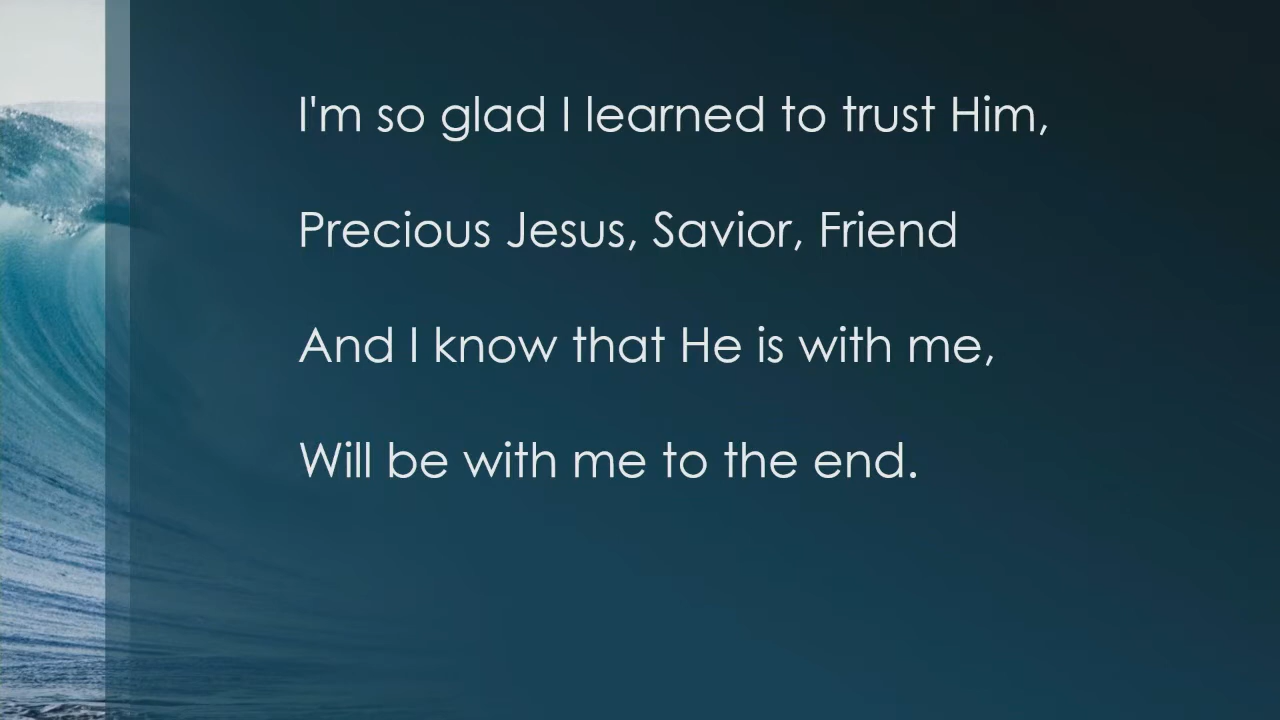 I'm so glad I learned to trust Him,
Precious Jesus, Savior, Friend
And I know that He is with me,
Will be with me to the end.